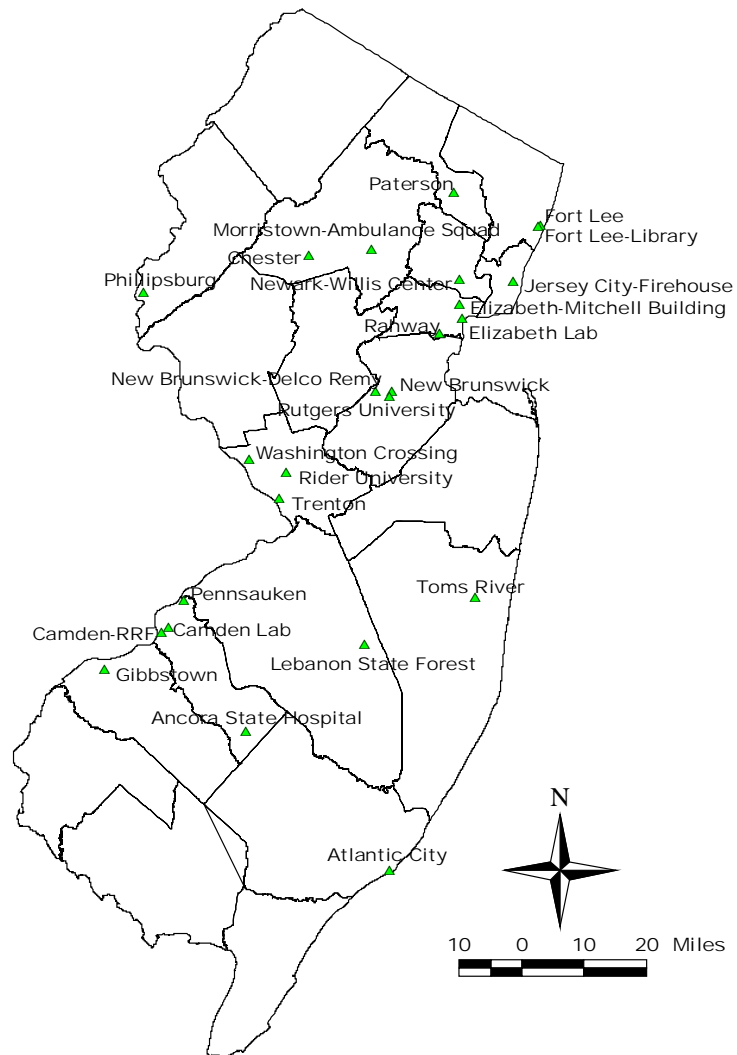 Paterson
Fort Lee
Morristown-Ambulance Squad
Fort Lee-Library
Chester
Phillipsburg
Newark-Willis Center
Jersey City-Firehouse
Elizabeth-Mitchell Building
Rahway
Elizabeth Lab
New Brunswick-Delco Remy
New Brunswick
Rutgers University
Washington Crossing
Rider University
Trenton
Toms River
Pennsauken
Camden-RRF
Camden Lab
Lebanon State Forest
Gibbstown
Ancora State Hospital
N
Atlantic City
10 0 10 20 Miles